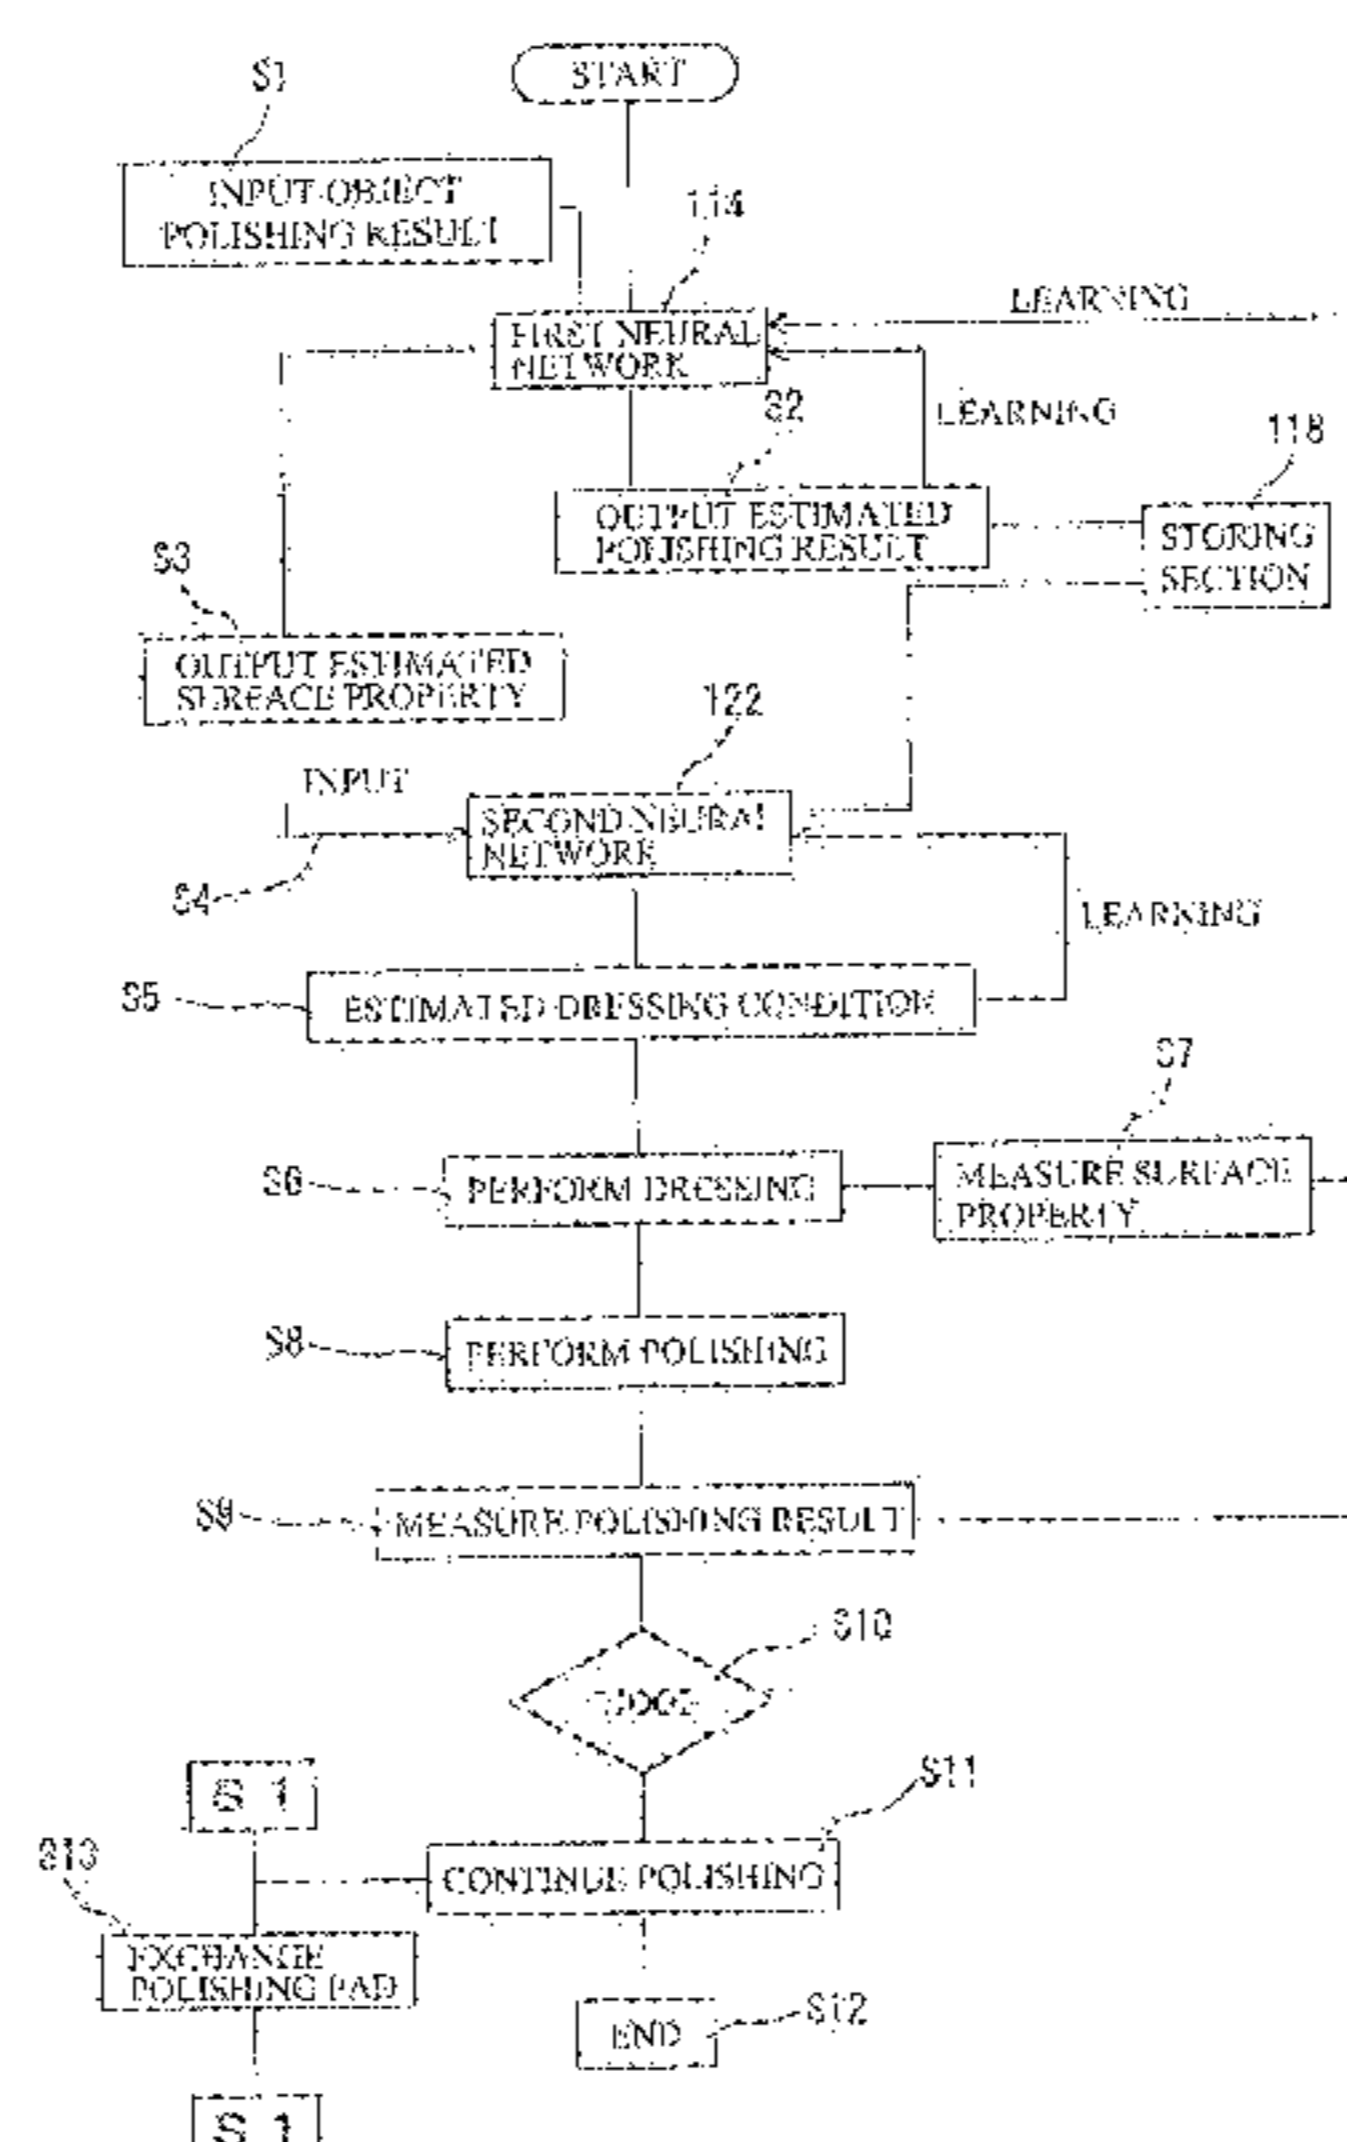 START
S1
INPUT OBJECT
POLISHING RESULT
114
LEARNING
FIRST NEURAL
NETWORK
S2
LEARNING
118
OUTPUT ESTIMATED
POLISHING RESULT
STORING
SECTION
S3
OUTPUT ESTIMATED
SURFACE PROPERTY
122
INPUT
SECOND NEURAL
NETWORK
S4
LEARNING
S5
ESTIMATED DRESSING CONDITION
S7
S6
PERFORM DRESSING
MEASURE SURFACE
PROPERTY
S8
PERFORM POLISHING
S9
MEASURE POLISHING RESULT
S10
S11
S 1
S13
CONTINUE POLISHING
EXCHANGE
POLISHING PAD
S12
END
S 1